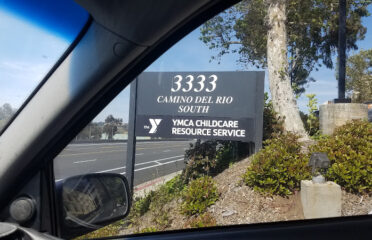 3333
CAMINO DEL RIO
SOUTH
YMCA CHILDCARE
RESOURCE SERVICE